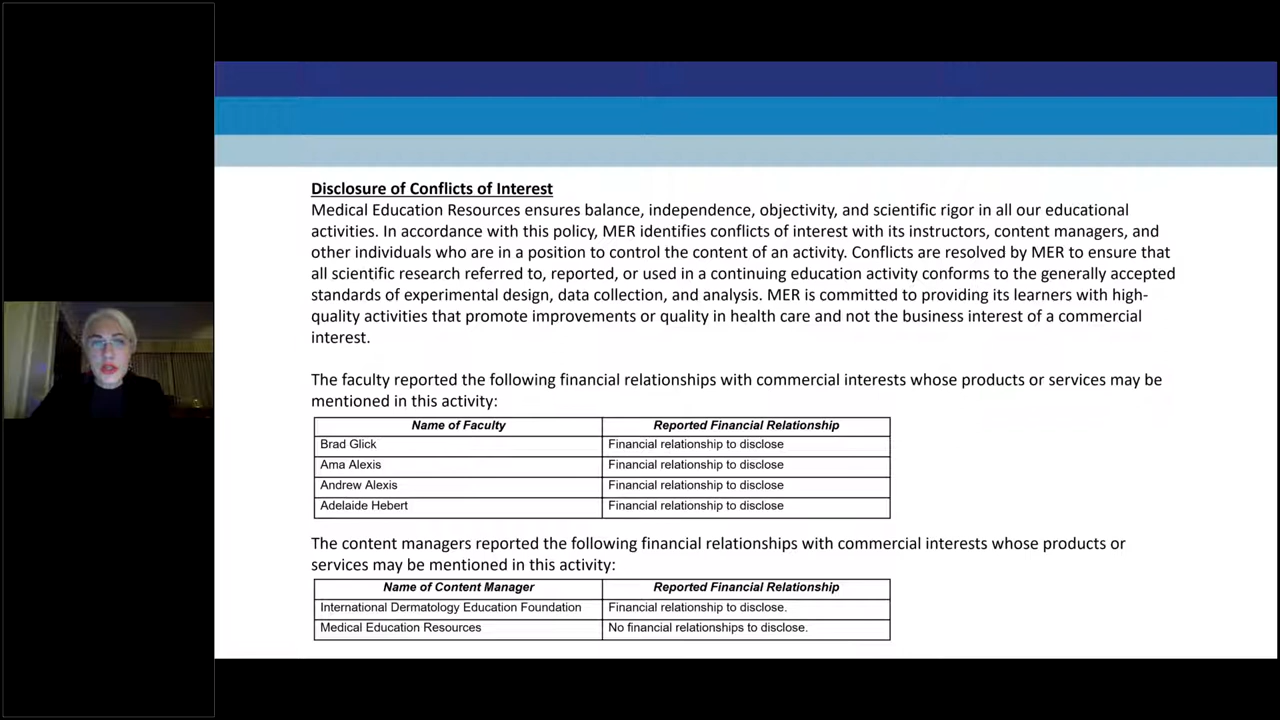 Disclosure of Conflicts of Interest
Medical Education Resources ensures balance, independence, objectivity, and scientific rigor in all our educational
activities. In accordance with this policy, MER identifies conflicts of interest with its instructors, content managers, and
other individuals who are in a position to control the content of an activity. Conflicts are resolved by MER to ensure that
all scientific research referred to, reported, or used in a continuing education activity conforms to the generally accepted
standards of experimental design, data collection, and analysis. MER is committed to providing its learners with high-
quality activities that promote improvements or quality in health care and not the business interest of a commercial
interest.
The faculty reported the following financial relationships with commercial interests whose products or services may be
mentioned in this activity:
Name of Faculty Reported Financial Relationship
Brad Glick Financial relationship to disclose
Ama Alexis Financial relationship to disclose
Andrew Alexis Financial relationship to disclose
Adelaide Hebert Financial relationship to disclose
The content managers reported the following financial relationships with commercial interests whose products or
services may be mentioned in this activity:
Name of Content Manager Reported Financial Relationship
International Dermatology Education Foundation Financial relationship to disclose.
Medical Education Resources No financial relationships to disclose.